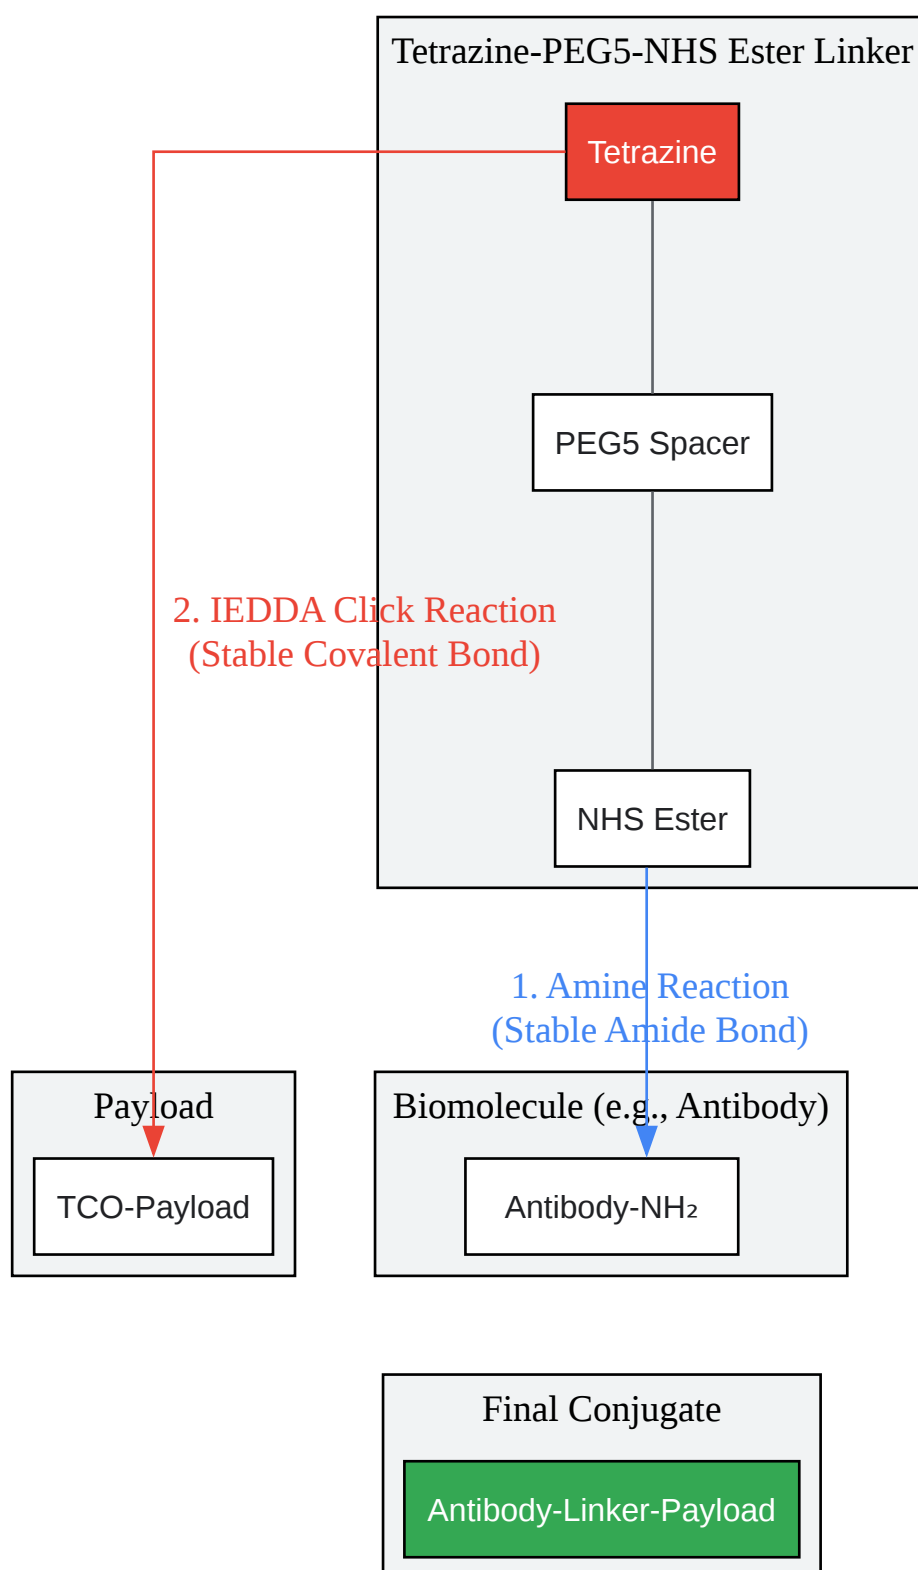 Tetrazine-PEG5-NHS Ester Linker
Tetrazine
PEG5 Spacer
2. IEDDA Click Reaction
(Stable Covalent Bond)
NHS Ester
1. Amine Reaction
(Stable Amide Bond)
Payload
TCO-Payload
Biomolecule (e.g., Antibody)
Antibody-NH₂
Final Conjugate
Antibody-Linker-Payload